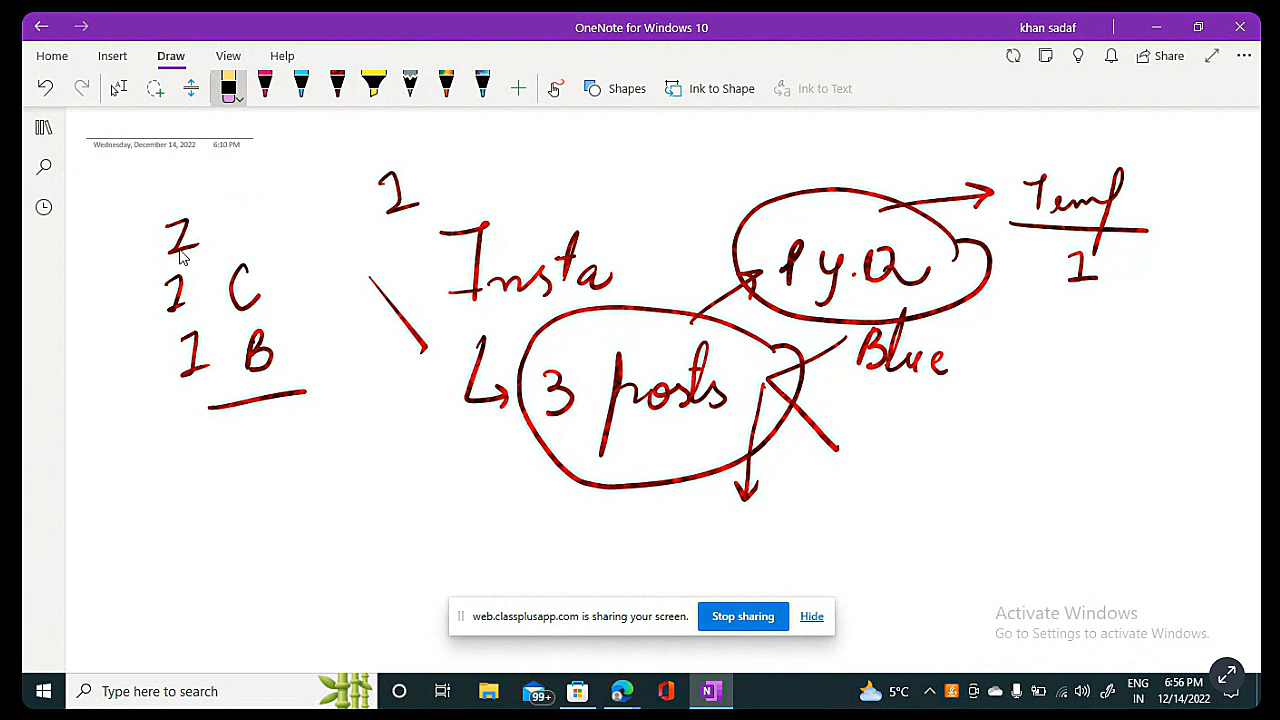 OneNote for Windows 10
khan sadaf
Home Insert Draw View Help
Share
Shapes Ink to Shape Ink to Text
Wednesday, December 14, 2022 6:10 PM
2
Temp
1
1
Insta
P Y.Q
1 C
3 posts
Blue
1 B
web.classplusapp.com is sharing your screen. Stop sharing Hide
Activate Windows
Go to Settings to activate Windows.
Type here to search
99+
5°C
ENG
IN
6:56 PM
12/14/2022